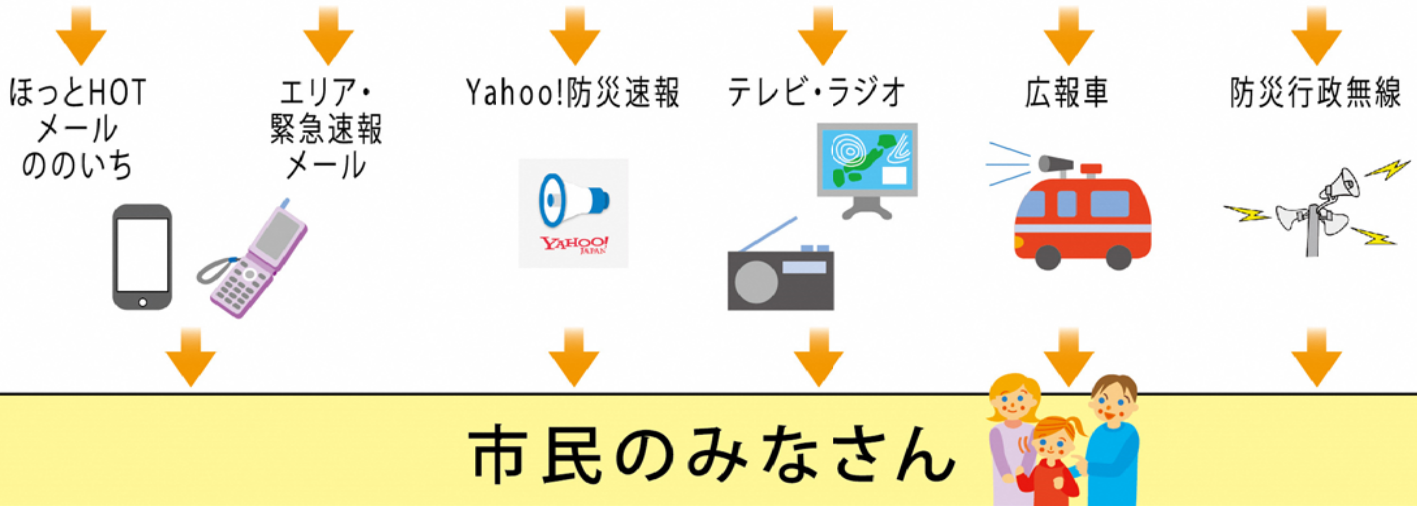 ほっとHOT
メール
ののいち
エリア・
緊急速報
メール
Yahoo!防災速報
テレビ・ラジオ
広報車
防災行政無線
YAHOO!
JAPAN
市民のみなさん